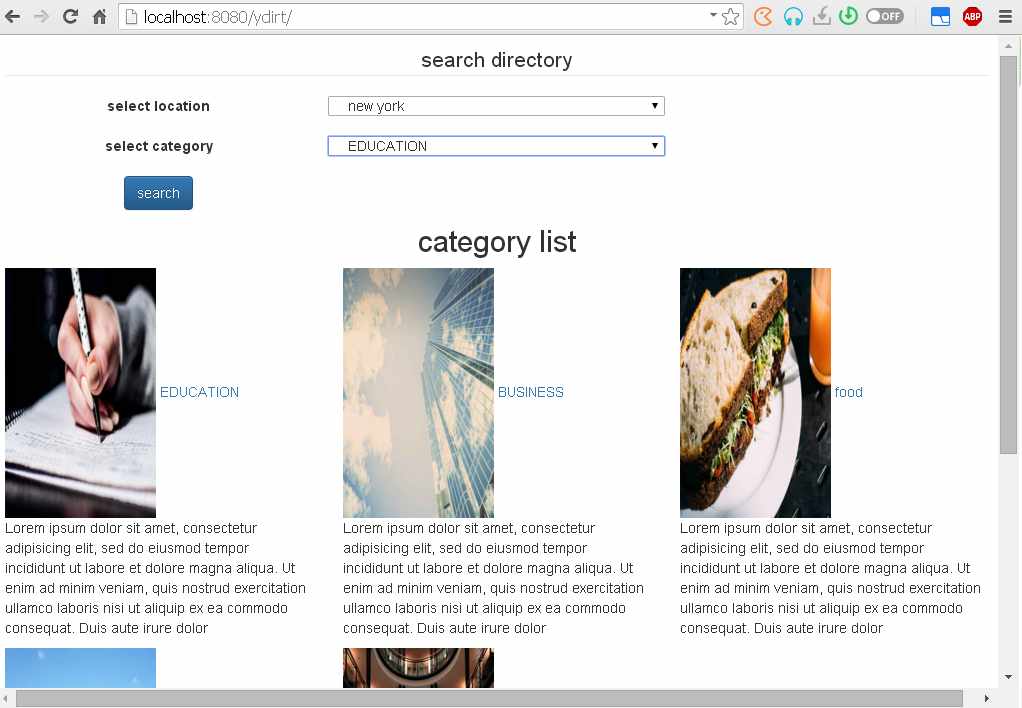 localhost:8080/ydirt/
OFF
ABP
search directory
select location
new york
select category
EDUCATION
search
category list
EDUCATION
BUSINESS
food
Lorem ipsum dolor sit amet, consectetur
adipisicing elit, sed do eiusmod tempor
incididunt ut labore et dolore magna aliqua. Ut
enim ad minim veniam, quis nostrud exercitation
ullamco laboris nisi ut aliquip ex ea commodo
consequat. Duis aute irure dolor
Lorem ipsum dolor sit amet, consectetur
adipisicing elit, sed do eiusmod tempor
incididunt ut labore et dolore magna aliqua. Ut
enim ad minim veniam, quis nostrud exercitation
ullamco laboris nisi ut aliquip ex ea commodo
consequat. Duis aute irure dolor
Lorem ipsum dolor sit amet, consectetur
adipisicing elit, sed do eiusmod tempor
incididunt ut labore et dolore magna aliqua. Ut
enim ad minim veniam, quis nostrud exercitation
ullamco laboris nisi ut aliquip ex ea commodo
consequat. Duis aute irure dolor